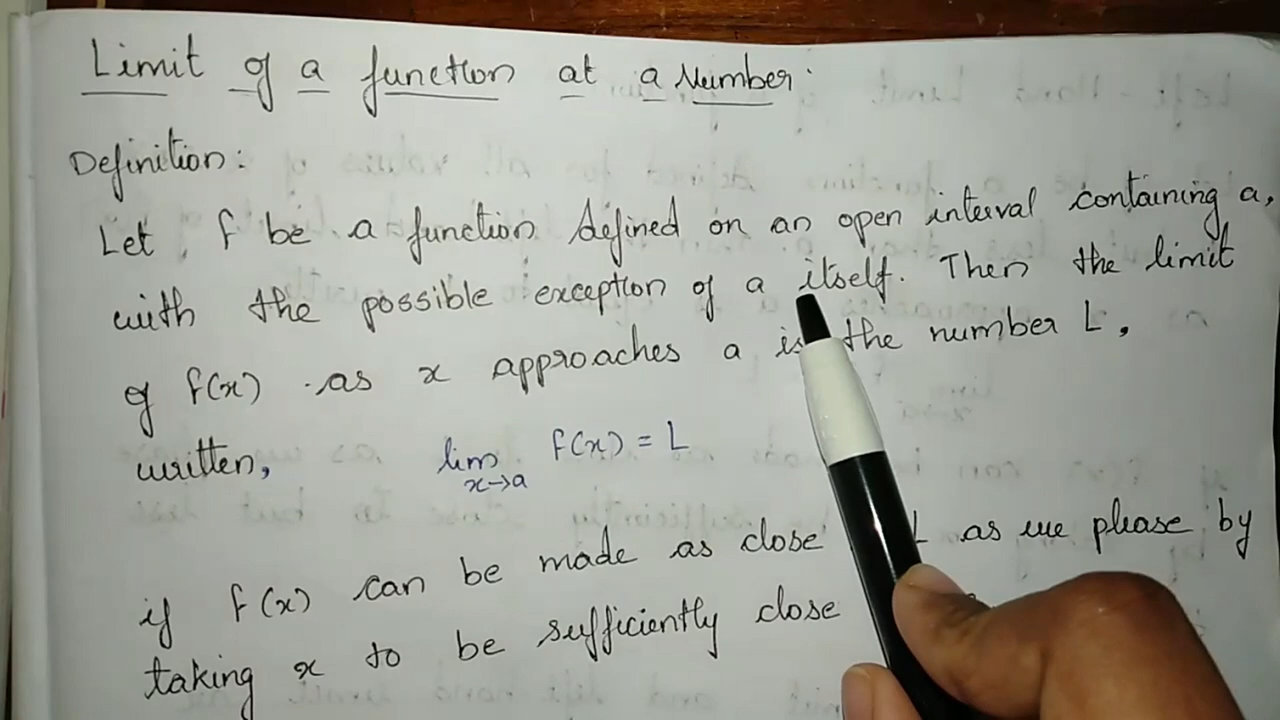 Limit of a function at a Number:
Definition:
Let f be a function defined on an open interval containing a,
with the possible exception of a itself. Then the limit
of f(x) as x approaches a is the number L,
written, lim x→a f(x) = L
if f(x) can be made as close L as we please by
taking x to be sufficiently close